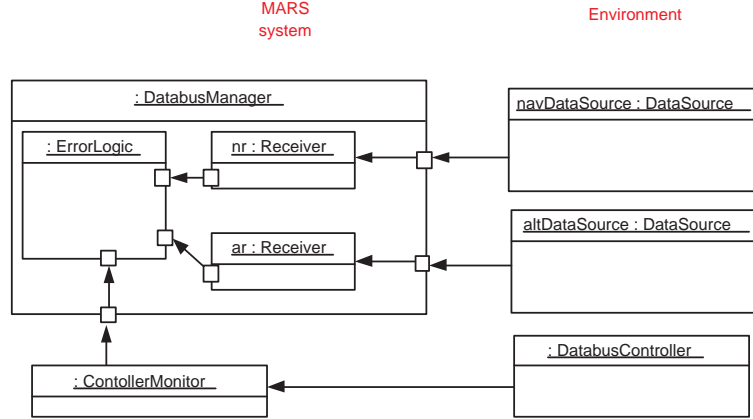 MARS
system
Environment
: DatabusManager
navDataSource : DataSource
: ErrorLogic
nr : Receiver
altDataSource : DataSource
ar : Receiver
: DatabusController
: ContollerMonitor